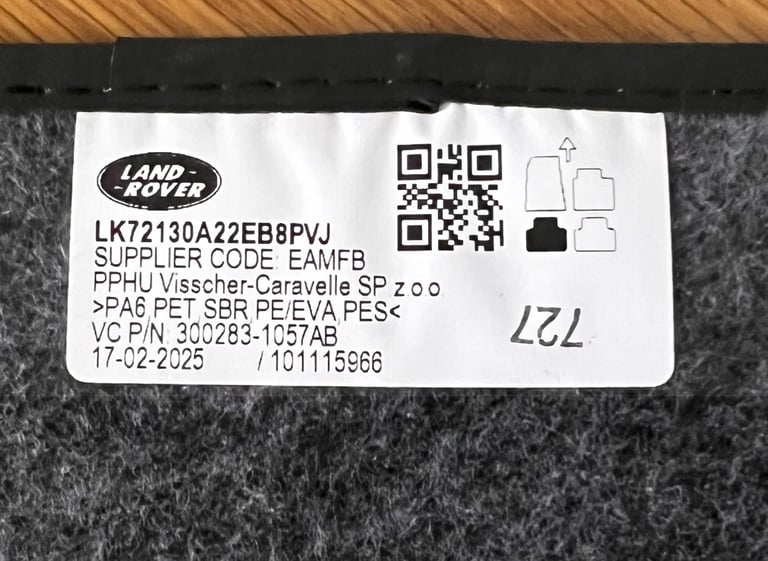 LAND-
-ROVER
LK72130A22EB8PVJ
SUPPLIER CODE: EAMFB
PPHU Visscher-Caravelle SP.z.o.o.
>PA6,PET,SBR,PE/EVA,PES<
VC P/N: 300283-1057AB
17-02-2025 / 101115966
727